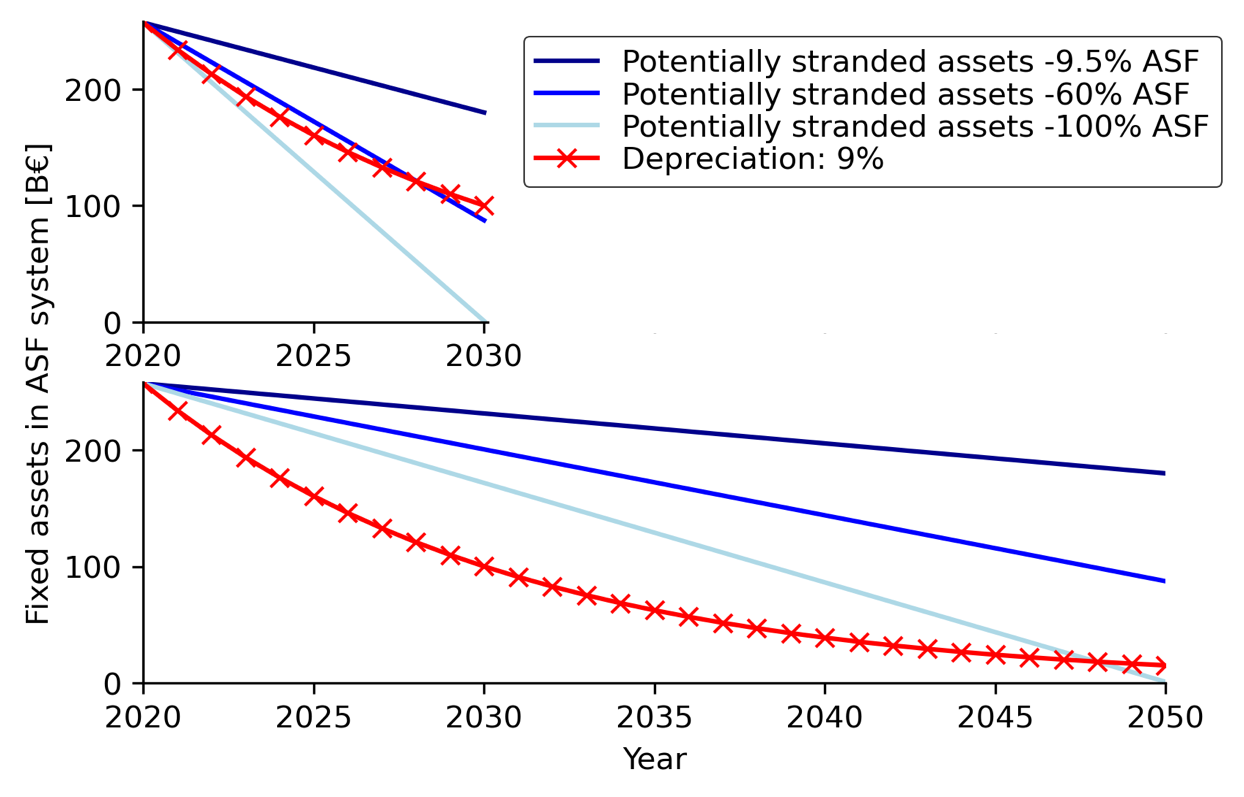 Potentially stranded assets -9.5% ASF
Potentially stranded assets -60% ASF
Potentially stranded assets -100% ASF
Depreciation: 9%
Fixed assets in ASF system [B€]
200
100
0
2020 2025 2030
200
100
0
2020 2025 2030 2035 2040 2045 2050
Year